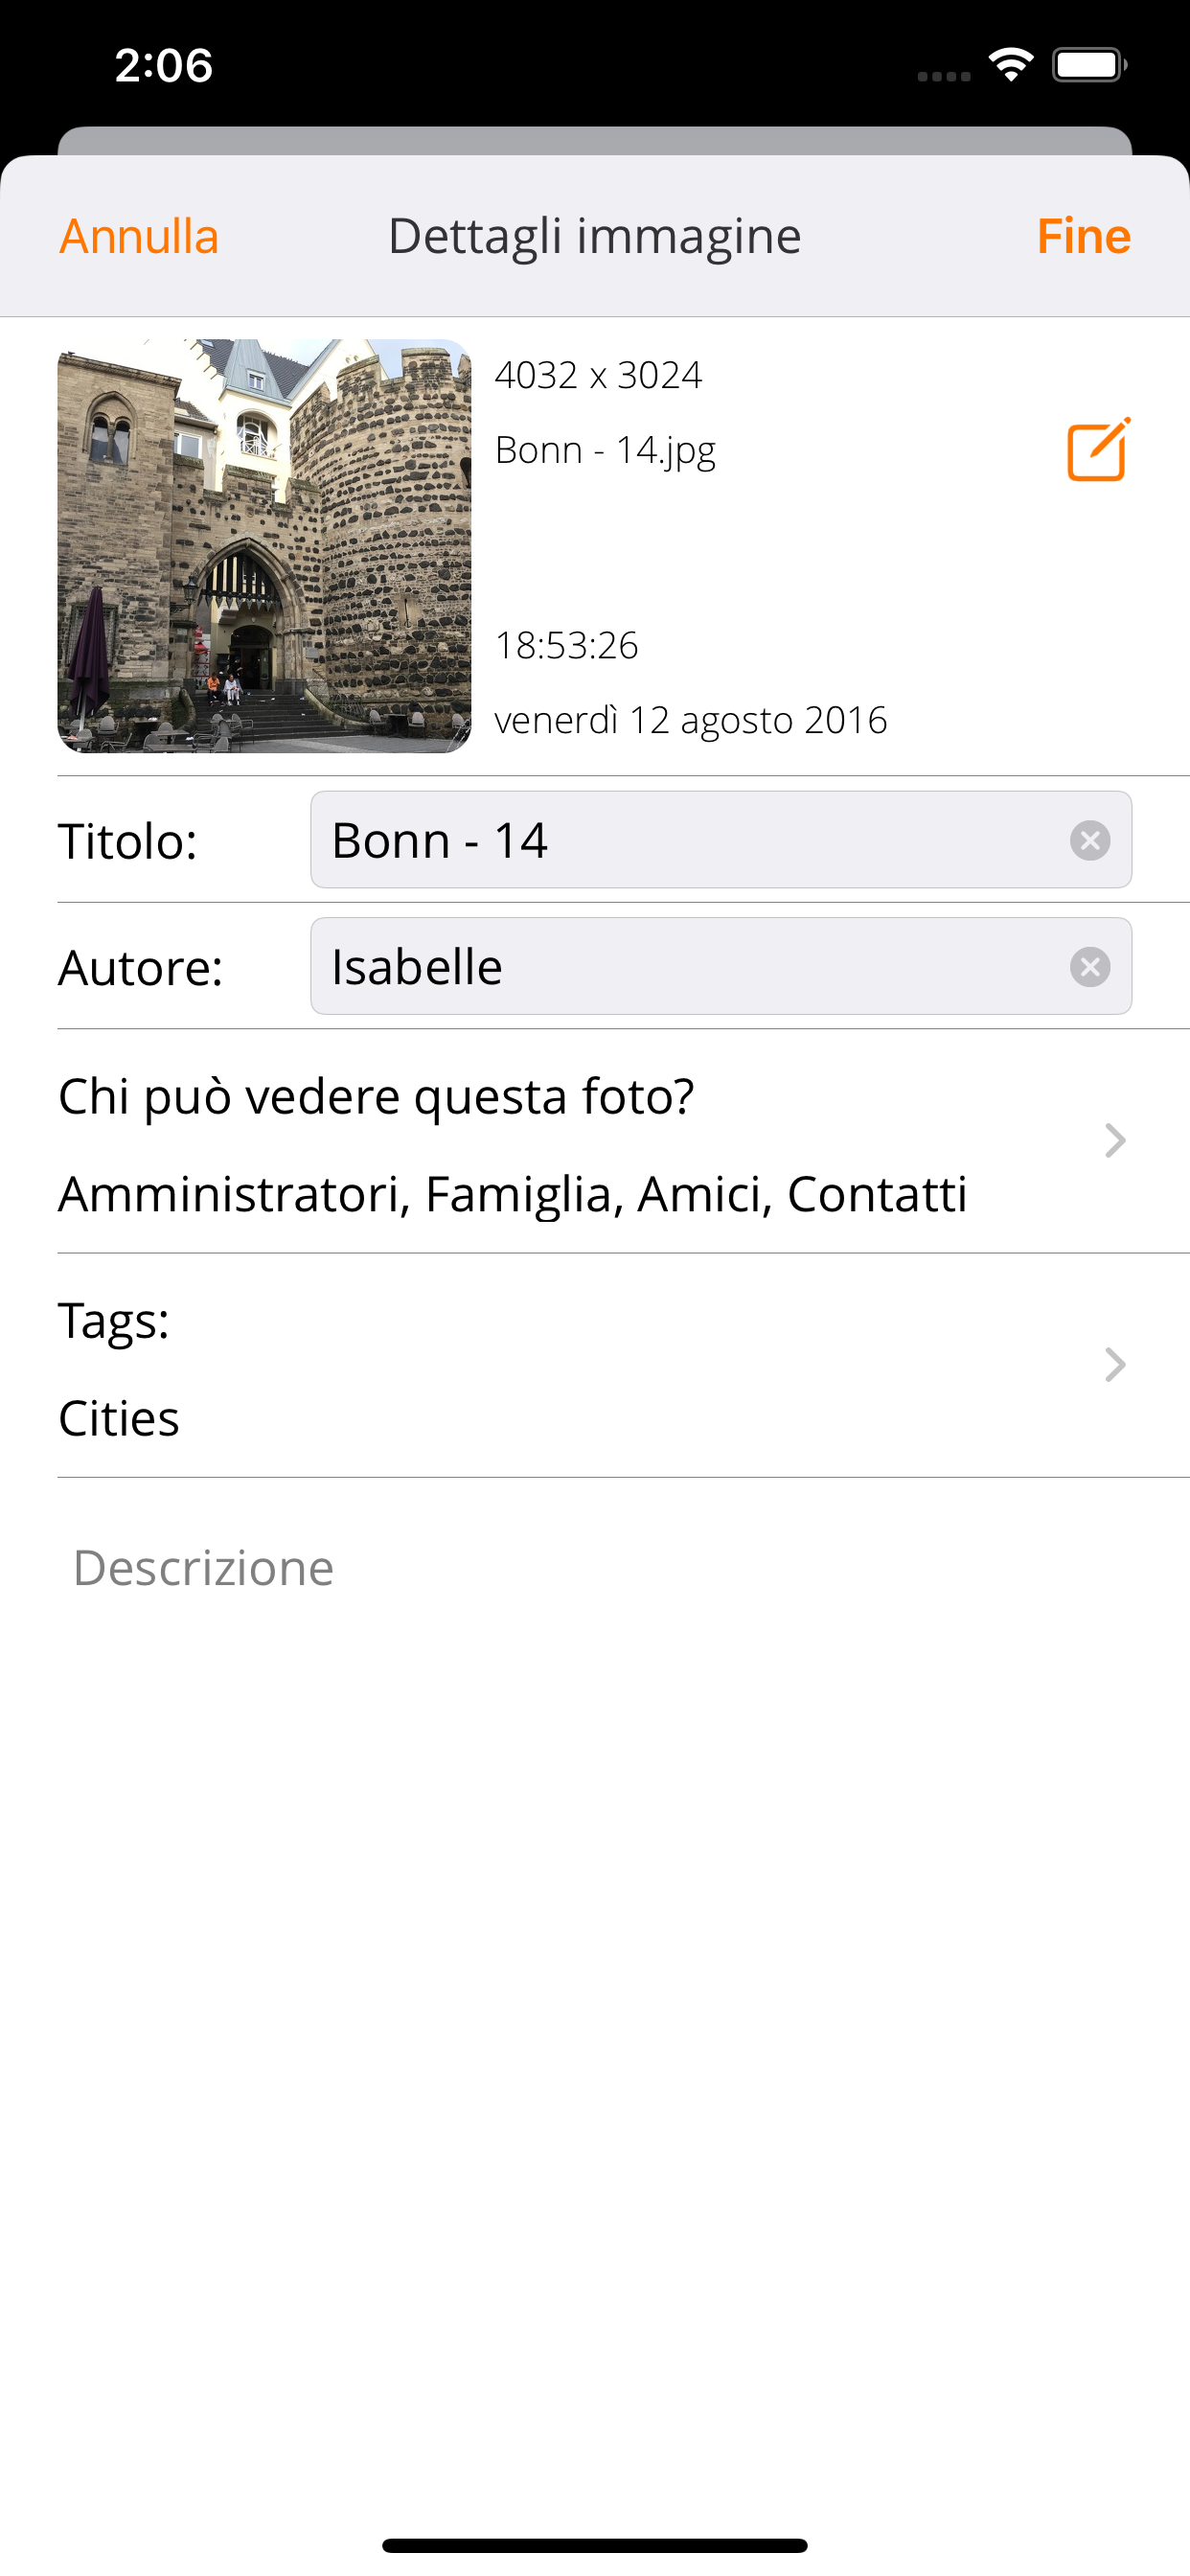 2:06
Annulla
Dettagli immagine
Fine
4032 x 3024
Bonn - 14.jpg
18:53:26
venerdì 12 agosto 2016
Titolo:
Bonn - 14
Autore:
Isabelle
Chi può vedere questa foto?
Amministratori, Famiglia, Amici, Contatti
Tags:
Cities
Descrizione